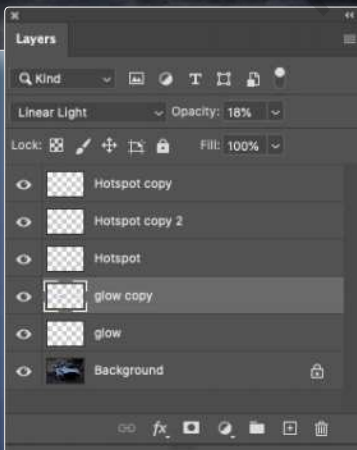 Layers
Kind
Linear Light Opacity: 18%
Lock: Fill: 100%
Hotspot copy
Hotspot copy 2
Hotspot
glow copy
glow
Background
fx